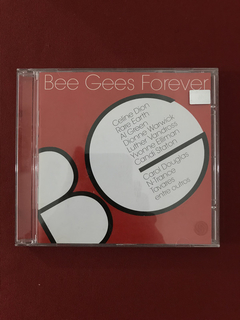 Bee Gees Forever
Celine Dion
Rare Earth
Al Green
Dionne Warwick
Luther Vandross
Yvonne Elliman
Candi Staton
Carol Douglas
N-Trance
Tavares
entre outros